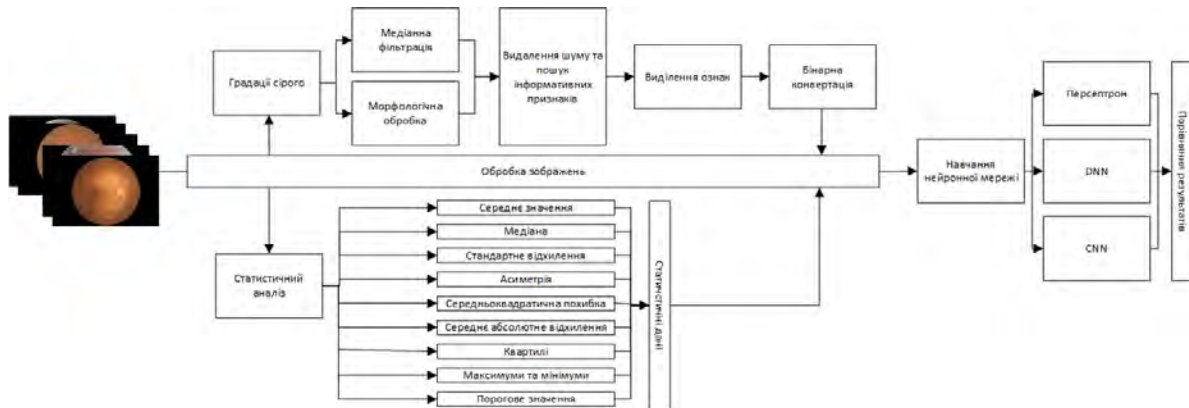 Медіанна
фільтрація
Градації сірого
Морфологічна
обробка
Видалення шуму та
пошук
інформативних
признаків
Виділення ознак
Бінарна
конвертація
Обробка зображень
Навчання
нейронної мережі
Персептрон
DNN
CNN
Порівняння результатів
Статистичний
аналіз
Середнє значення
Медіана
Стандартне відхилення
Асиметрія
Середньоквадратична похибка
Середнє абсолютне відхилення
Квартилі
Максимуми та мінімуми
Порогове значення
Статистичні дані